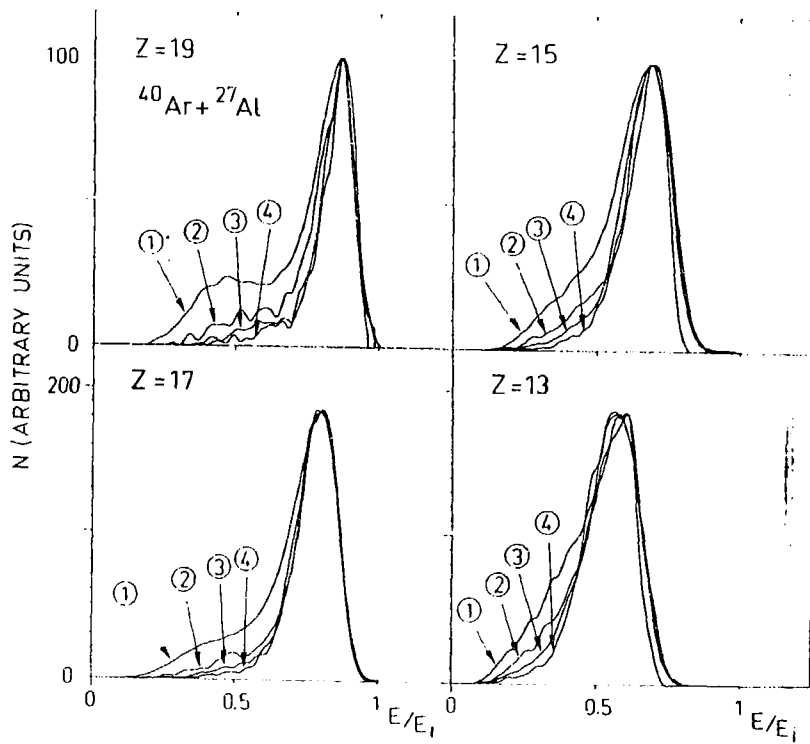 Z=19
⁴⁰Ar+²⁷Al
Z=15
100
0
① ② ③ ④
① ② ③ ④
N (ARBITRARY UNITS)
Z=17
Z=13
200
100
0
① ② ③ ④
① ② ③ ④
0 0.5 1 E/Eᵢ
0 0.5 1 E/Eᵢ